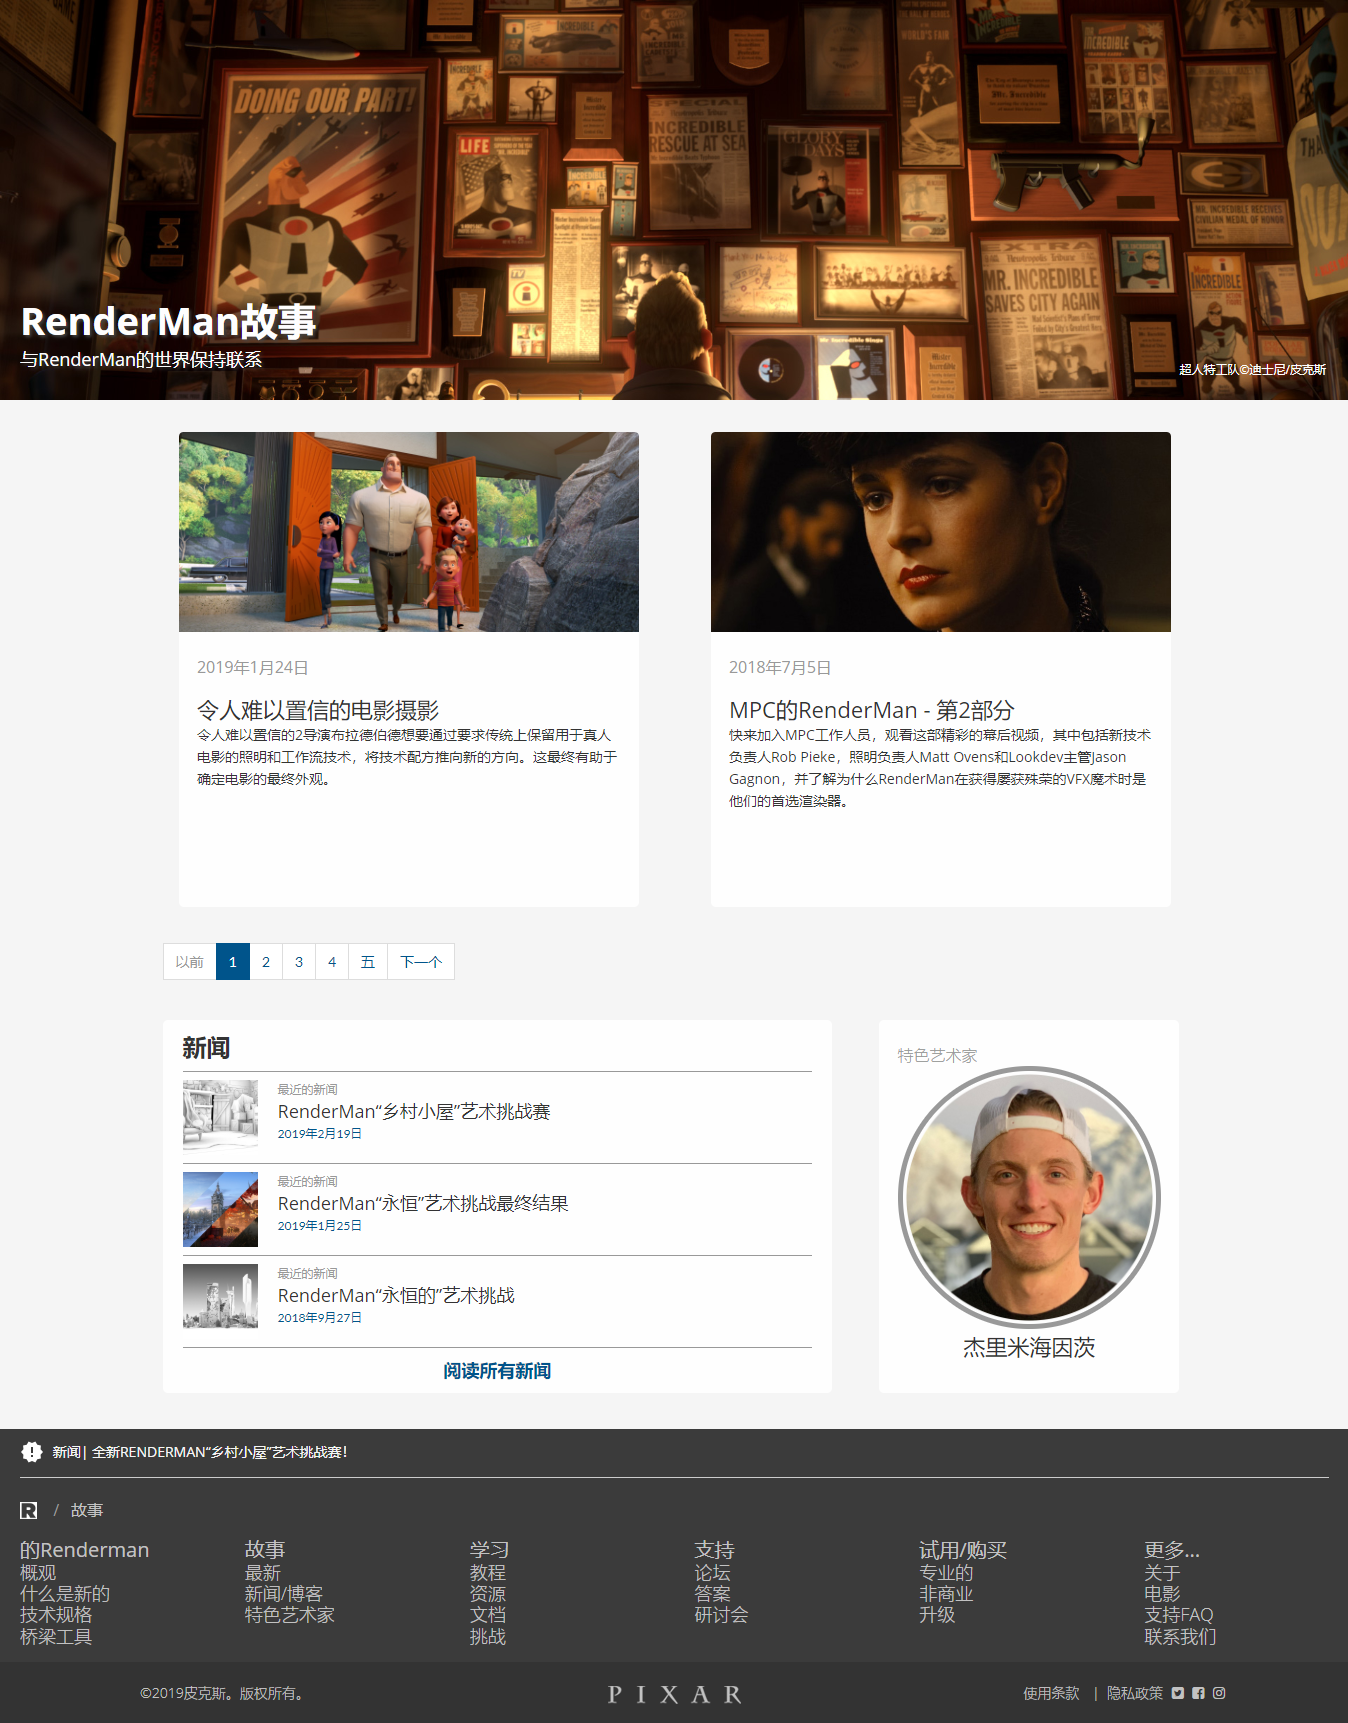 DOING OUR PART!
LIFE
SPECIAL
INCREDIBLE
RESCUE AT SEA
GLORY DAYS
WORLD'S FAIR
MR. INCREDIBLE RECEIVES
CIVILIAN MEDAL OF HONOR
EXTRA
MR. INCREDIBLE
SAVES CITY AGAIN
RenderMan故事
与RenderMan的世界保持联系
超人特工队©迪士尼/皮克斯
2019年1月24日
令人难以置信的电影摄影
令人难以置信的2导演布拉德伯德想要通过要求传统上保留用于真人
电影的照明和工作流技术，将技术配方推向新的方向。这最终有助于
确定电影的最终外观。
2018年7月5日
MPC的RenderMan - 第2部分
快来加入MPC工作人员，观看这部精彩的幕后视频，其中包括新技术
负责人Rob Pieke，照明负责人Matt Ovens和Lookdev主管Jason
Gagnon，并了解为什么RenderMan在获得屡获殊荣的VFX魔术时是
他们的首选渲染器。
以前 1 2 3 4 五 下一个
新闻
最近的新闻
RenderMan“乡村小屋”艺术挑战赛
2019年2月19日
最近的新闻
RenderMan“永恒”艺术挑战最终结果
2019年1月25日
最近的新闻
RenderMan“永恒的”艺术挑战
2018年9月27日
阅读所有新闻
特色艺术家
杰里米海因茨
新闻| 全新RENDERMAN“乡村小屋”艺术挑战赛！
R / 故事
的Renderman
概观
什么是新的
技术规格
桥梁工具
故事
最新
新闻/博客
特色艺术家
学习
教程
资源
文档
挑战
支持
论坛
答案
研讨会
试用/购买
专业的
非商业
升级
更多...
关于
电影
支持FAQ
联系我们
©2019皮克斯。版权所有。
PIXAR
使用条款 | 隐私政策